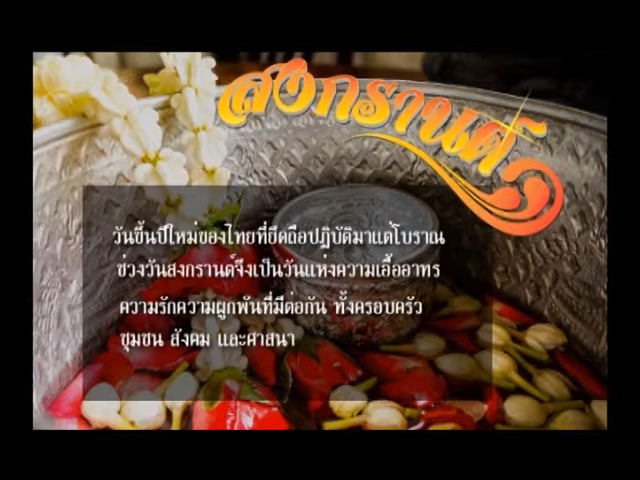 สงกรานต์
วันขึ้นปีใหม่ของไทยที่ยึดถือปฏิบัติมาแต่โบราณ
ช่วงวันสงกรานต์จึงเป็นวันแห่งความเอื้ออาทร
ความรักความผูกพันที่มีต่อกัน ทั้งครอบครัว
ชุมชน สังคม และศาสนา